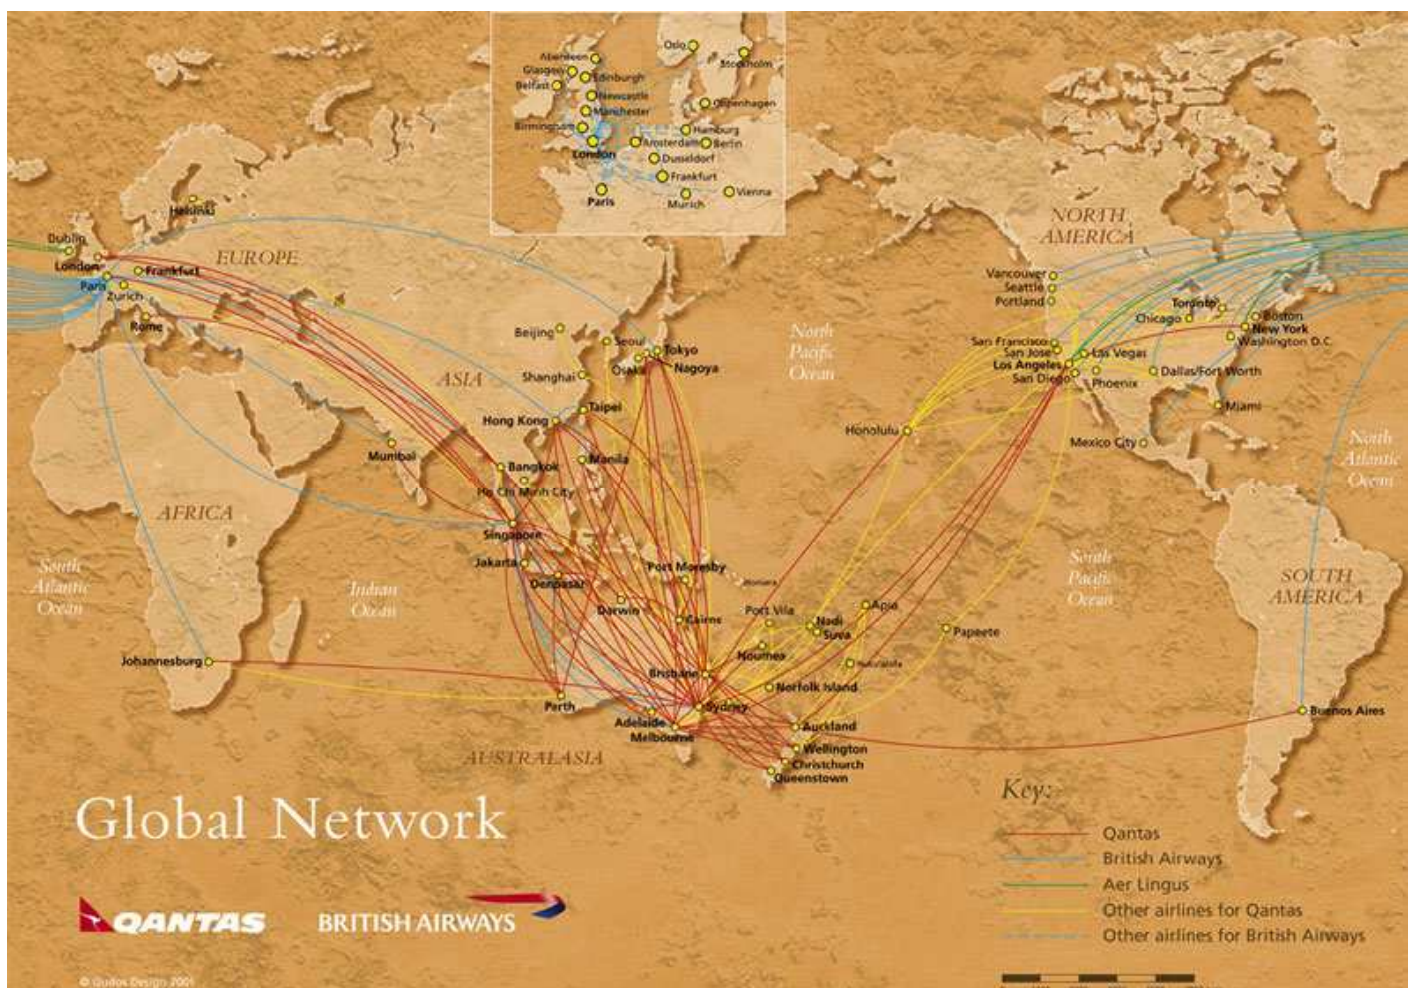 Oslo
Stockholm
Aberdeen
Glasgow
Edinburgh
Belfast
Newcastle
Copenhagen
Manchester
Birmingham
Hamburg
Amsterdam
Berlin
London
Dusseldorf
Frankfurt
Paris
Munich
Vienna
Helsinki
Dublin
EUROPE
London
Frankfurt
Paris
Zurich
Rome
Beijing
Seoul
Tokyo
Osaka
Nagoya
ASIA
Shanghai
Hong Kong
Taipei
Mumbai
Bangkok
Manila
Ho Chi Minh City
AFRICA
Singapore
Jakarta
Port Moresby
Denpasar
Honiara
South
Atlantic
Ocean
Indian
Ocean
Darwin
Cairns
Port Vila
Nadi
Suva
Apia
Papeete
Noumea
Nuku'alofa
Johannesburg
Brisbane
Norfolk Island
Perth
Sydney
Adelaide
Melbourne
Auckland
Wellington
Christchurch
Queenstown
AUSTRALASIA
North
Pacific
Ocean
NORTH
AMERICA
Vancouver
Seattle
Portland
Toronto
Chicago
Boston
New York
Washington D.C.
San Francisco
San Jose
Las Vegas
Los Angeles
San Diego
Phoenix
Dallas/Fort Worth
Miami
Honolulu
Mexico City
North
Atlantic
Ocean
South
Pacific
Ocean
SOUTH
AMERICA
Buenos Aires
Global Network
Key:
Qantas
British Airways
Aer Lingus
Other airlines for Qantas
Other airlines for British Airways
QANTAS
BRITISH AIRWAYS
© Qudos Design 2001